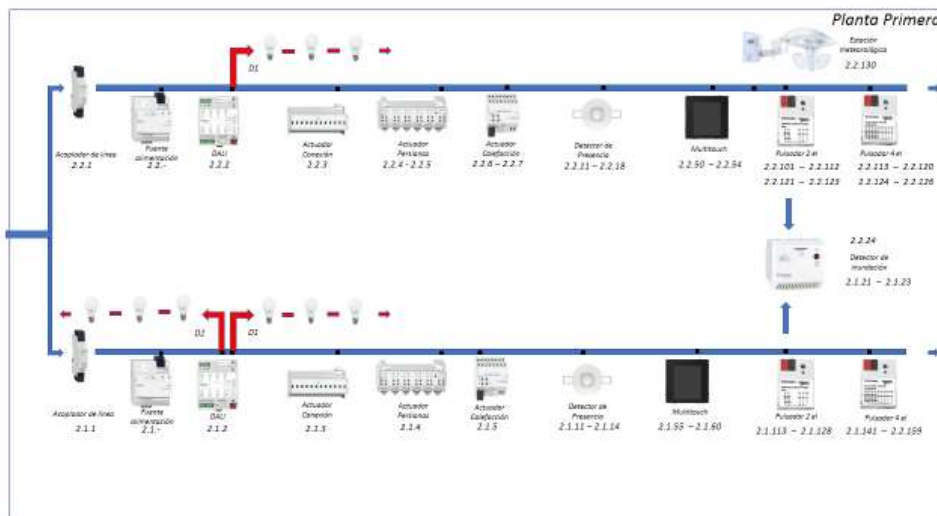 Planta Primera
Estación
meteorológica
2.2.130
D1
Acoplador de línea
2.2.1
Fuente
alimentación
2.2.-
DALI
2.2.2
Actuador
Conexión
2.2.3
Actuador
Persianas
2.2.4 - 2.2.5
Actuador
Calefacción
2.2.6 – 2.2.7
Detector de
Presencia
2.2.11 – 2.2.18
Multitouch
2.2.50 – 2.2.54
Pulsador 2 el
2.2.101 – 2.2.112
2.2.121 – 2.2.123
Pulsador 4 el
2.2.113 – 2.2.120
2.2.124 – 2.2.126
2.2.24
Detector de
inundación
2.1.21 – 2.1.23
D2
D1
Acoplador de línea
2.1.1
Fuente
alimentación
2.1.-
DALI
2.1.2
Actuador
Conexión
2.1.3
Actuador
Persianas
2.1.4
Actuador
Calefacción
2.1.5
Detector de
Presencia
2.1.11 – 2.1.14
Multitouch
2.1.55 – 2.1.60
Pulsador 2 el
2.1.113 – 2.1.128
Pulsador 4 el
2.1.141 – 2.2.159